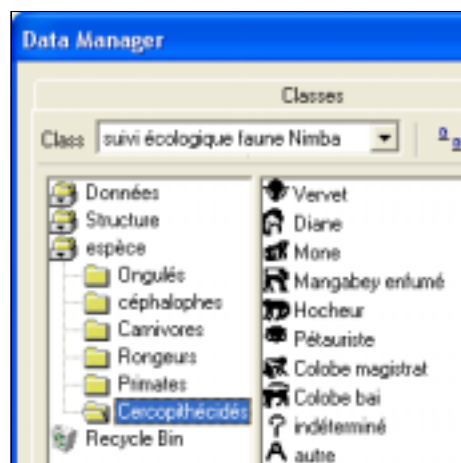 Data Manager
Classes
Class suivi écologique faune Nimba
Données
Structure
espèce
Ongulés
céphalophes
Carnivores
Rongeurs
Primates
Cercopithécidés
Recycle Bin
Vervet
Diane
Mone
Mangabey enfumé
Hocheur
Pétauriste
Colobe magistrat
Colobe bai
indéterminé
autre